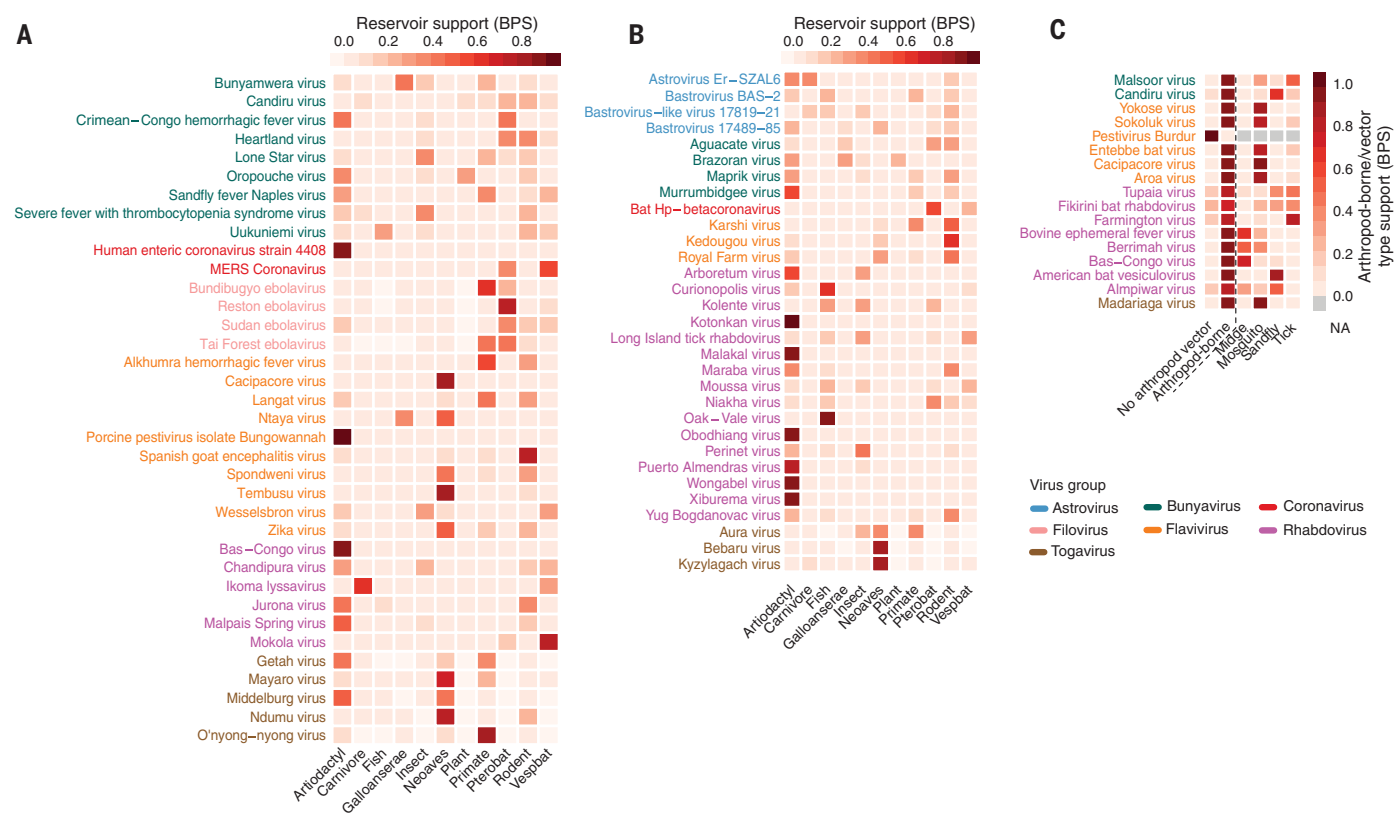 A
Reservoir support (BPS)
0.0 0.2 0.4 0.6 0.8
Bunyamwera virus
Candiru virus
Crimean−Congo hemorrhagic fever virus
Heartland virus
Lone Star virus
Oropouche virus
Sandfly fever Naples virus
Severe fever with thrombocytopenia syndrome virus
Uukuniemi virus
Human enteric coronavirus strain 4408
MERS Coronavirus
Bundibugyo ebolavirus
Reston ebolavirus
Sudan ebolavirus
Tai Forest ebolavirus
Alkhumra hemorrhagic fever virus
Cacipacore virus
Langat virus
Ntaya virus
Porcine pestivirus isolate Bungowannah
Spanish goat encephalitis virus
Spondweni virus
Tembusu virus
Wesselsbron virus
Zika virus
Bas−Congo virus
Chandipura virus
Ikoma lyssavirus
Jurona virus
Malpais Spring virus
Mokola virus
Getah virus
Mayaro virus
Middelburg virus
Ndumu virus
O'nyong−nyong virus
Artiodactyl
Carnivore
Fish
Galloanserae
Insect
Neoaves
Plant
Primate
Pterobat
Rodent
Vespbat
B
Reservoir support (BPS)
0.0 0.2 0.4 0.6 0.8
Astrovirus Er−SZAL6
Bastrovirus BAS−2
Bastrovirus−like virus 17819−21
Bastrovirus 17489−85
Aguacate virus
Brazoran virus
Maprik virus
Murrumbidgee virus
Bat Hp−betacoronavirus
Karshi virus
Kedougou virus
Royal Farm virus
Arboretum virus
Curionopolis virus
Kolente virus
Kotonkan virus
Long Island tick rhabdovirus
Malakal virus
Maraba virus
Moussa virus
Niakha virus
Oak−Vale virus
Obodhiang virus
Perinet virus
Puerto Almendras virus
Wongabel virus
Xiburema virus
Yug Bogdanovac virus
Aura virus
Bebaru virus
Kyzylagach virus
Artiodactyl
Carnivore
Fish
Galloanserae
Insect
Neoaves
Plant
Primate
Pterobat
Rodent
Vespbat
C
Malsoor virus
Candiru virus
Yokose virus
Sokoluk virus
Pestivirus Burdur
Entebbe bat virus
Cacipacore virus
Aroa virus
Tupaia virus
Fikirini bat rhabdovirus
Farmington virus
Bovine ephemeral fever virus
Berrimah virus
Bas−Congo virus
American bat vesiculovirus
Almpiwar virus
Madariaga virus
No arthropod vector
Arthropod-borne
Midge
Mosquito
Sandfly
Tick
1.0
0.8
0.6
0.4
0.2
0.0
NA
Arthropod-borne/vector
type support (BPS)
Virus group
Astrovirus Bunyavirus Coronavirus
Filovirus Flavivirus Rhabdovirus
Togavirus